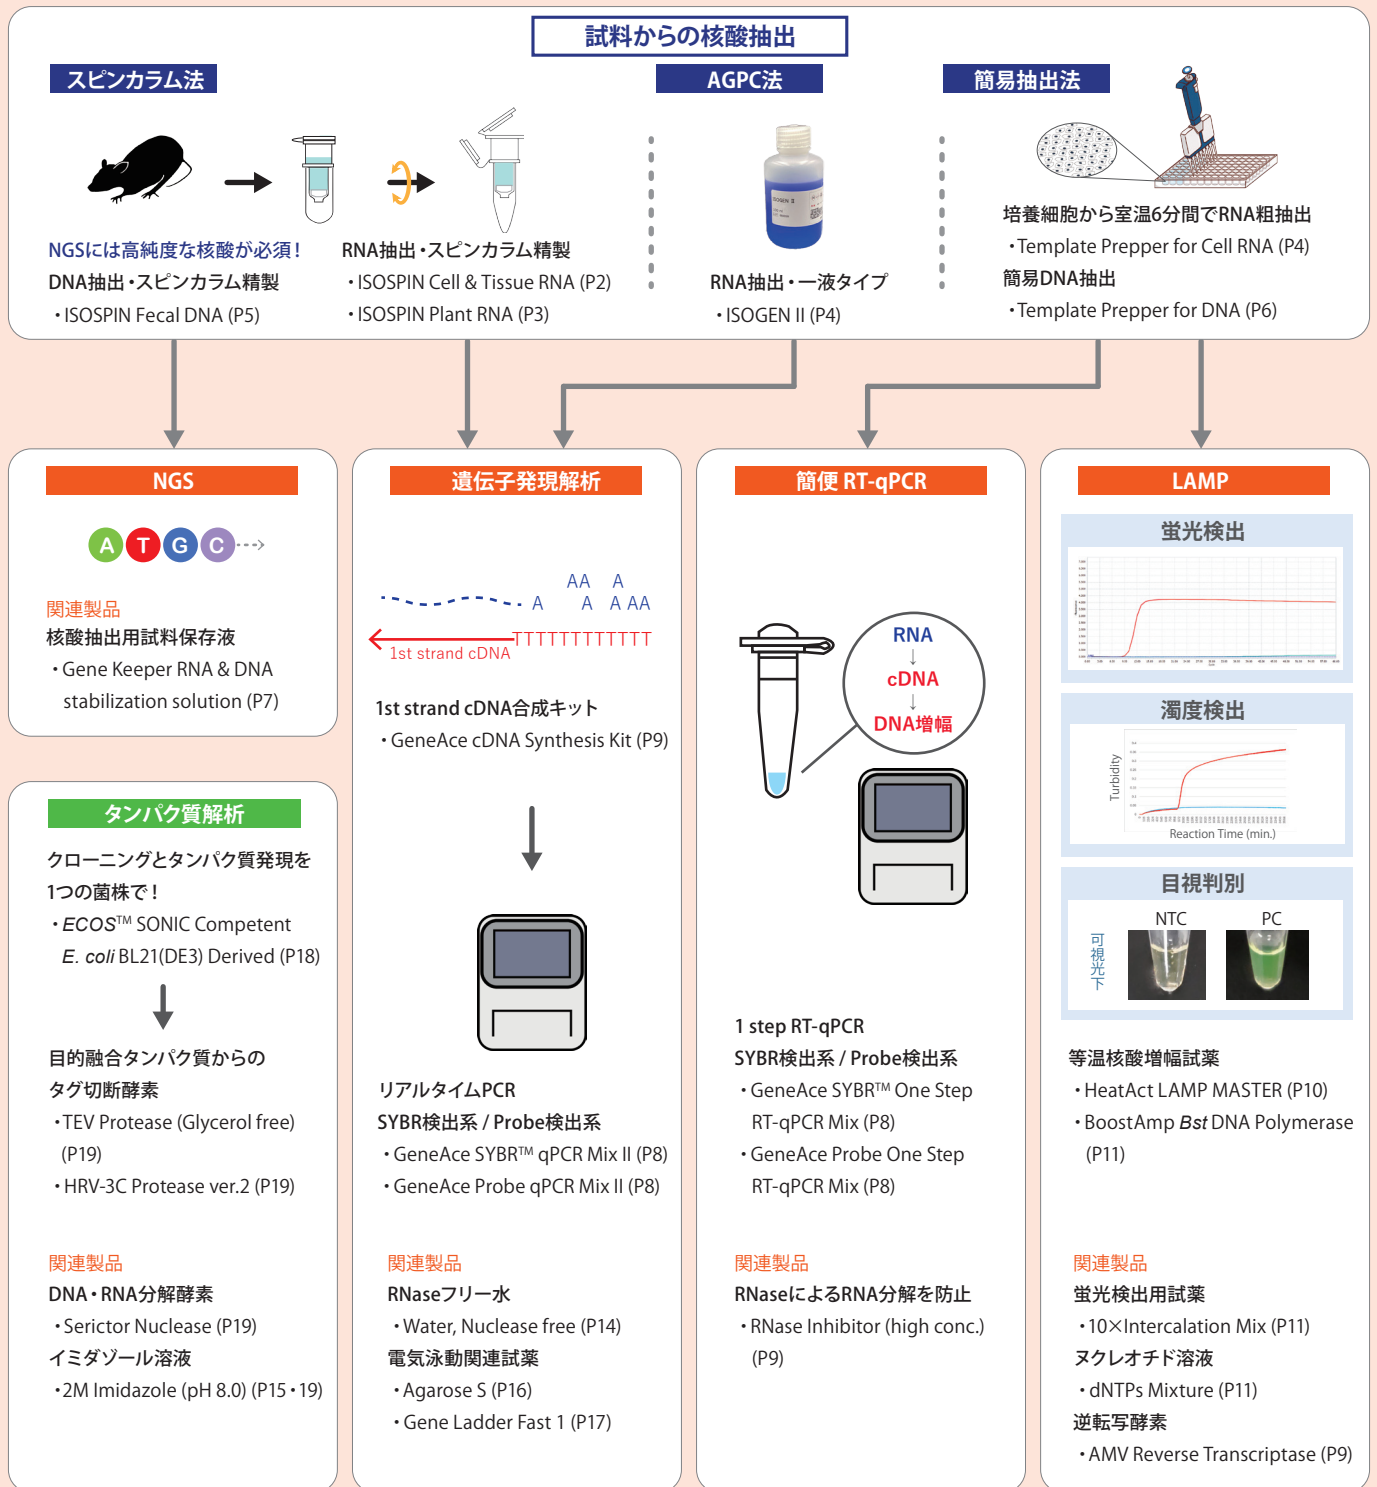 試料からの核酸抽出
スピンカラム法
NGSには高純度な核酸が必須！
DNA抽出・スピンカラム精製
・ISOSPIN Fecal DNA (P5)
RNA抽出・スピンカラム精製
・ISOSPIN Cell & Tissue RNA (P2)
・ISOSPIN Plant RNA (P3)
AGPC法
ISOGEN II
RNA抽出・一液タイプ
・ISOGEN II (P4)
簡易抽出法
培養細胞から室温6分間でRNA粗抽出
・Template Prepper for Cell RNA (P4)
簡易DNA抽出
・Template Prepper for DNA (P6)
NGS
A T G C
関連製品
核酸抽出用試料保存液
・Gene Keeper RNA & DNA
stabilization solution (P7)
タンパク質解析
クローニングとタンパク質発現を
1つの菌株で！
・ECOS™ SONIC Competent
E. coli BL21(DE3) Derived (P18)
目的融合タンパク質からの
タグ切断酵素
・TEV Protease (Glycerol free)
(P19)
・HRV-3C Protease ver.2 (P19)
関連製品
DNA・RNA分解酵素
・Serictor Nuclease (P19)
イミダゾール溶液
・2M Imidazole (pH 8.0) (P15・19)
遺伝子発現解析
AA A
A A A AA
TTTTTTTTTTTT
1st strand cDNA
1st strand cDNA合成キット
・GeneAce cDNA Synthesis Kit (P9)
リアルタイムPCR
SYBR検出系 / Probe検出系
・GeneAce SYBR™ qPCR Mix II (P8)
・GeneAce Probe qPCR Mix II (P8)
関連製品
RNaseフリー水
・Water, Nuclease free (P14)
電気泳動関連試薬
・Agarose S (P16)
・Gene Ladder Fast 1 (P17)
簡便 RT-qPCR
RNA
↓
cDNA
↓
DNA増幅
1 step RT-qPCR
SYBR検出系 / Probe検出系
・GeneAce SYBR™ One Step
RT-qPCR Mix (P8)
・GeneAce Probe One Step
RT-qPCR Mix (P8)
関連製品
RNaseによるRNA分解を防止
・RNase Inhibitor (high conc.)
(P9)
LAMP
蛍光検出
濁度検出
Turbidity
Reaction Time (min.)
目視判別
NTC PC
可視光下
等温核酸増幅試薬
・HeatAct LAMP MASTER (P10)
・BoostAmp Bst DNA Polymerase
(P11)
関連製品
蛍光検出用試薬
・10×Intercalation Mix (P11)
ヌクレオチド溶液
・dNTPs Mixture (P11)
逆転写酵素
・AMV Reverse Transcriptase (P9)